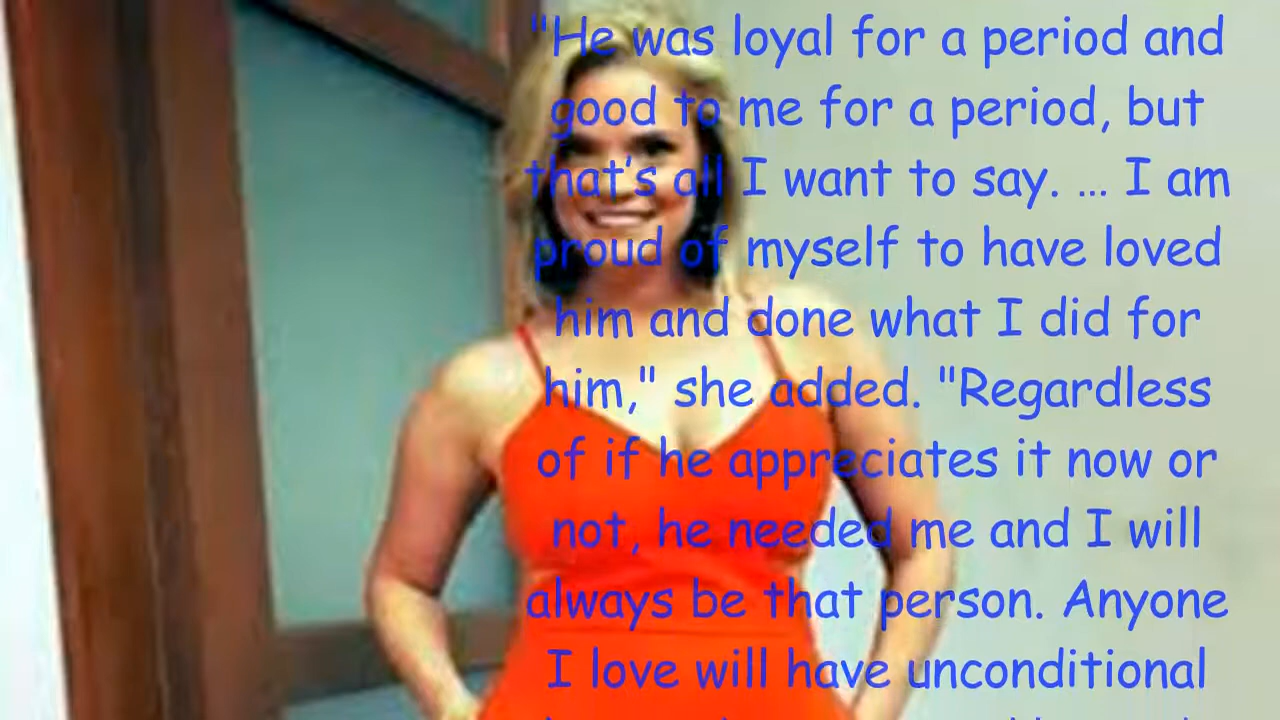 "He was loyal for a period and
good to me for a period, but
that's all I want to say. ... I am
proud of myself to have loved
him and done what I did for
him," she added. "Regardless
of if he appreciates it now or
not, he needed me and I will
always be that person. Anyone
I love will have unconditional